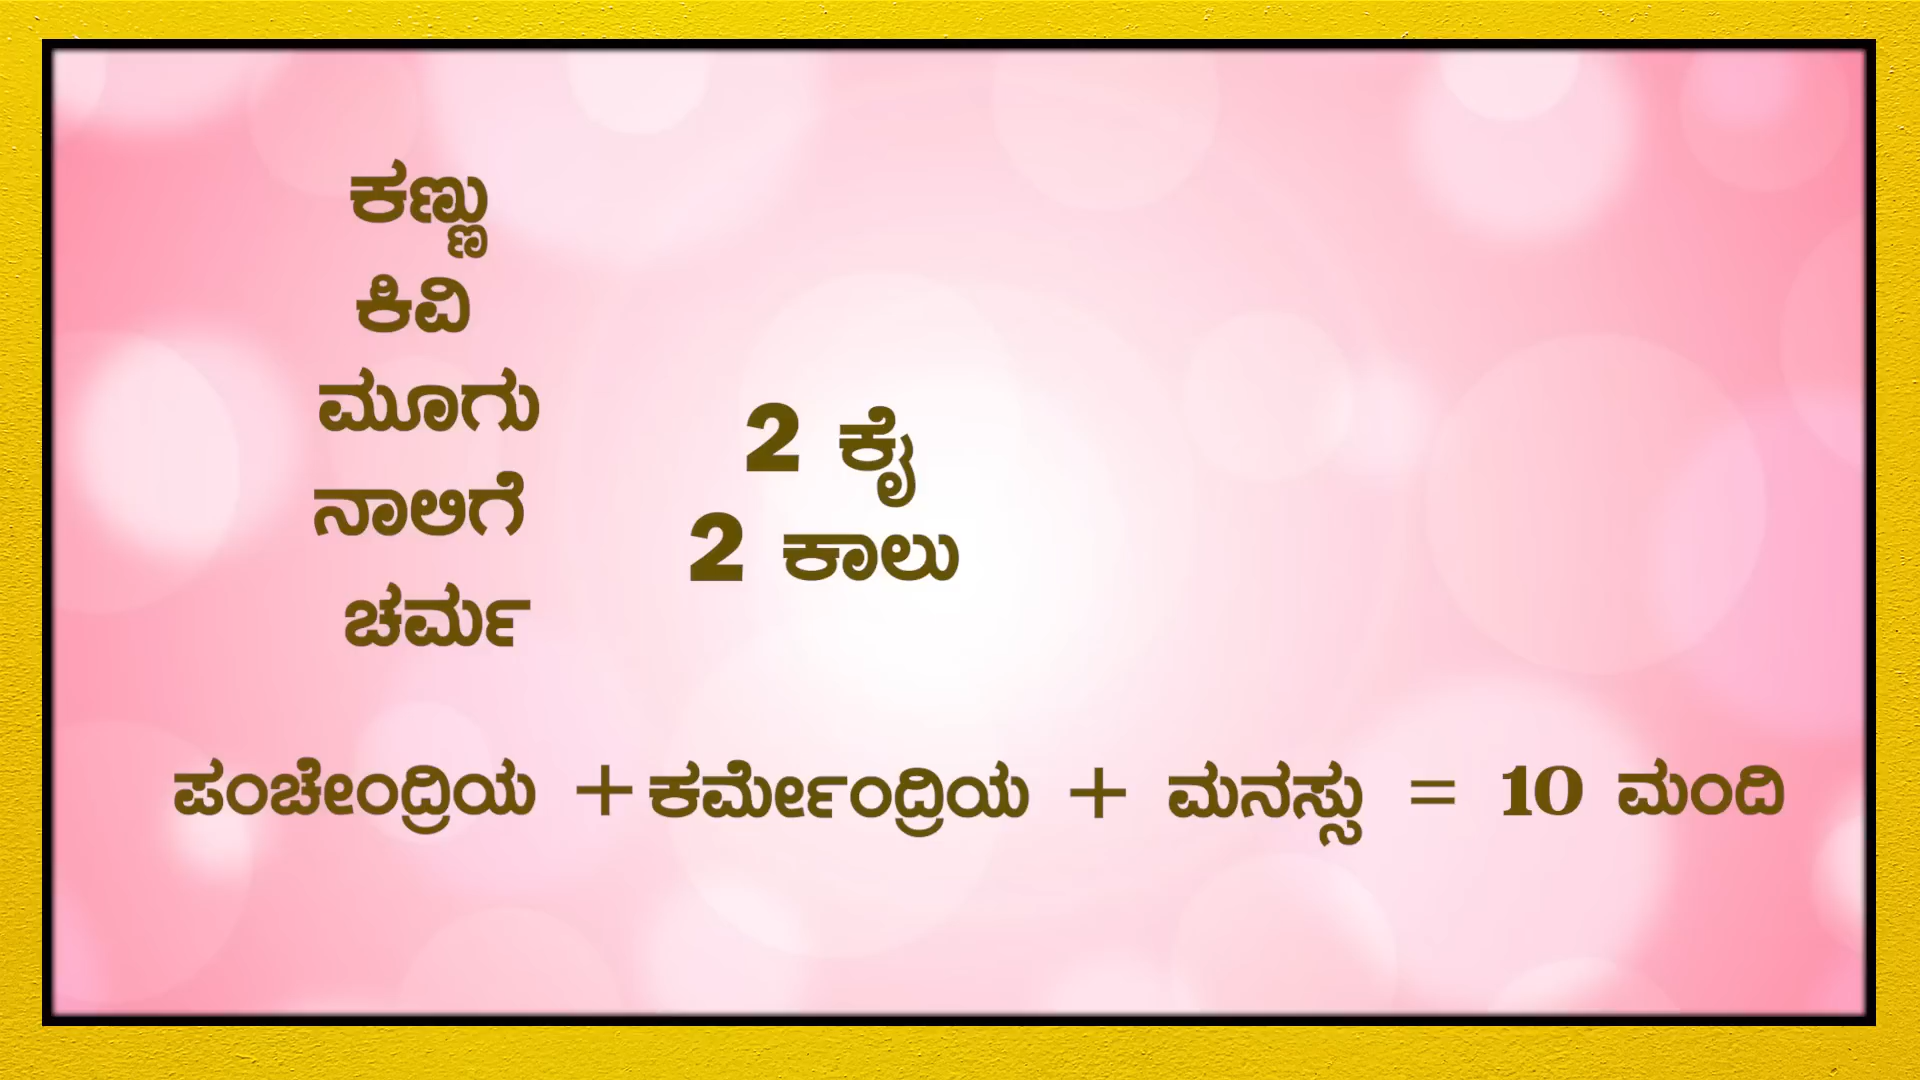 ಕಣ್ಣು
ಕಿವಿ
ಮೂಗು
ನಾಲಿಗೆ
ಚರ್ಮ
2 ಕೈ
2 ಕಾಲು
ಪಂಚೇಂದ್ರಿಯ + ಕರ್ಮೇಂದ್ರಿಯ + ಮನಸ್ಸು = 10 ಮಂದಿ